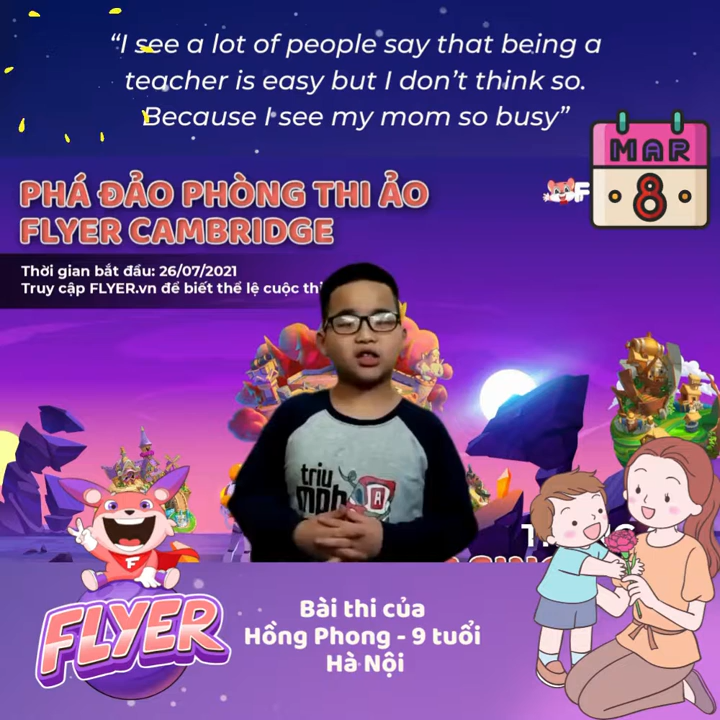 “I see a lot of people say that being a
teacher is easy but I don’t think so.
Because I see my mom so busy”
MAR
8
PHÁ ĐẢO PHÒNG THI ẢO
FLYER CAMBRIDGE
F
Thời gian bắt đầu: 26/07/2021
Truy cập FLYER.vn để biết thể lệ cuộc thi
triu
mph
A
F
FLYER
Bài thi của
Hồng Phong - 9 tuổi
Hà Nội